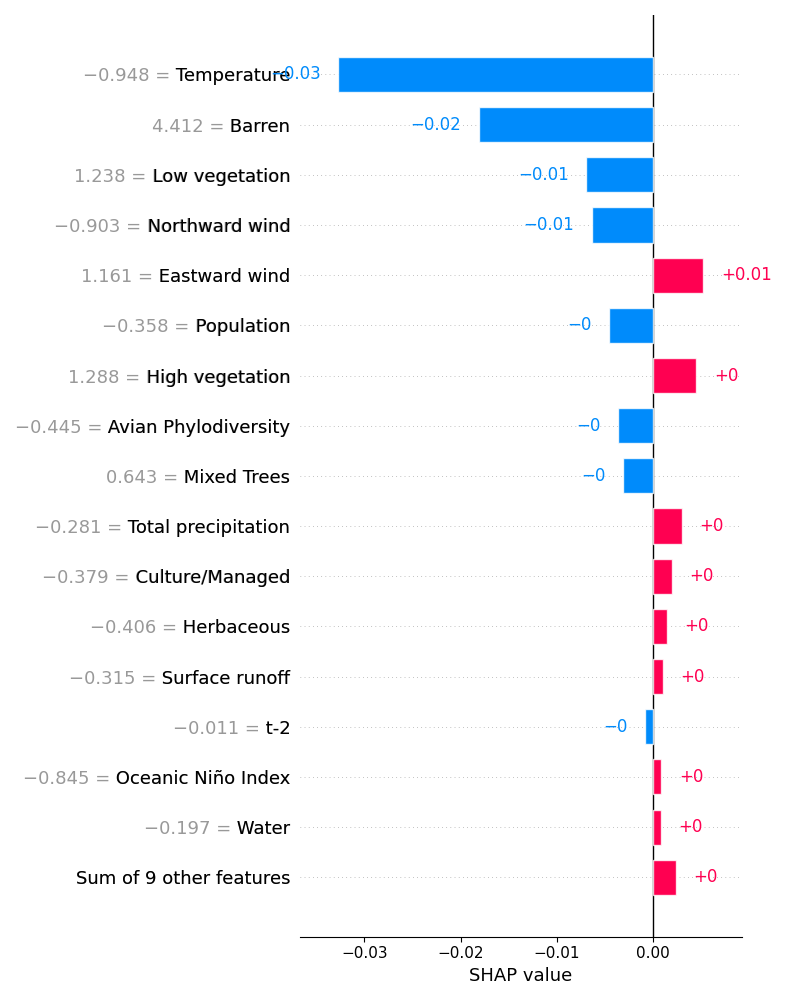 −0.948 = Temperature −0.03
4.412 = Barren −0.02
1.238 = Low vegetation −0.01
−0.903 = Northward wind −0.01
1.161 = Eastward wind +0.01
−0.358 = Population −0
1.288 = High vegetation +0
−0.445 = Avian Phylodiversity −0
0.643 = Mixed Trees −0
−0.281 = Total precipitation +0
−0.379 = Culture/Managed +0
−0.406 = Herbaceous +0
−0.315 = Surface runoff +0
−0.011 = t-2 −0
−0.845 = Oceanic Niño Index +0
−0.197 = Water +0
Sum of 9 other features +0
−0.03 −0.02 −0.01 0.00
SHAP value